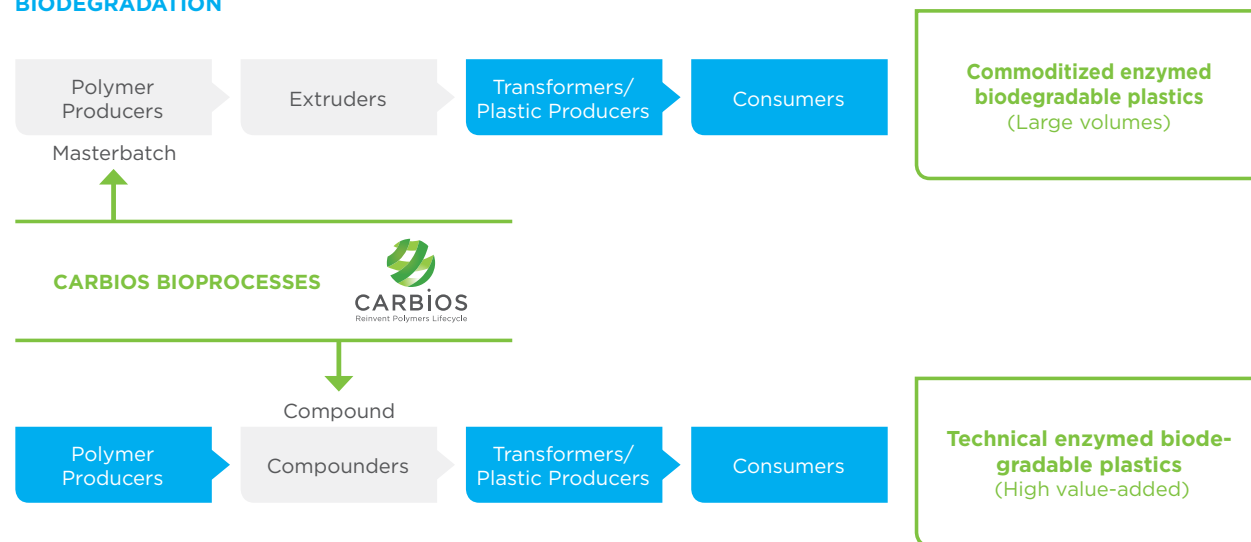 BIODEGRADATION
Polymer
Producers
Extruders
Transformers/
Plastic Producers
Consumers
Commoditized enzymed
biodegradable plastics
(Large volumes)
Masterbatch
CARBIOS BIOPROCESSES
CARBiOS
Reinvent Polymers Lifecycle
Compound
Polymer
Producers
Compounders
Transformers/
Plastic Producers
Consumers
Technical enzymed biode-
gradable plastics
(High value-added)